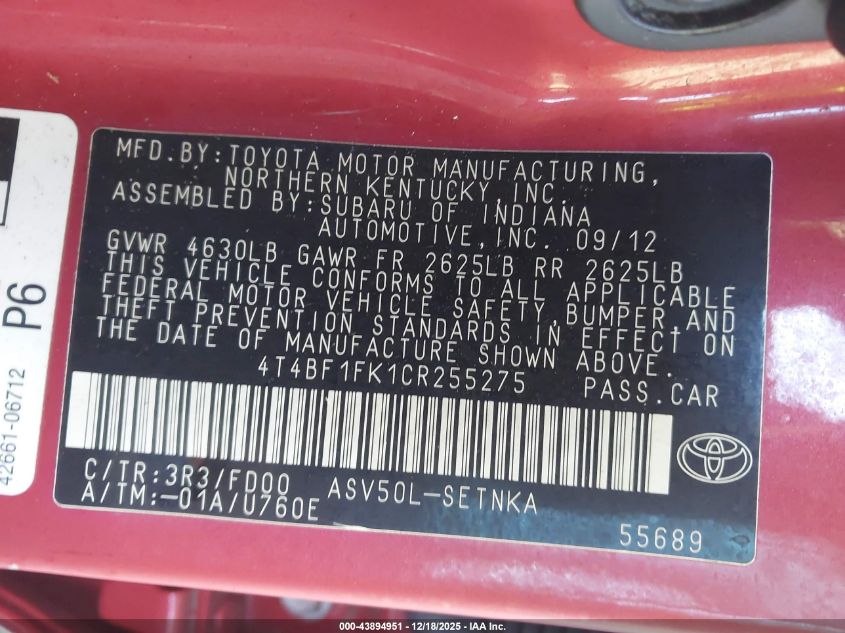 MFD.BY:TOYOTA MOTOR MANUFACTURING,
NORTHERN KENTUCKY,INC.
ASSEMBLED BY:SUBARU OF INDIANA
AUTOMOTIVE,INC. 09/12
GVWR 4630LB GAWR FR 2625LB RR 2625LB
THIS VEHICLE CONFORMS TO ALL APPLICABLE
FEDERAL MOTOR VEHICLE SAFETY,BUMPER,AND
THEFT PREVENTION STANDARDS IN EFFECT ON
THE DATE OF MANUFACTURE SHOWN ABOVE.
4T4BF1FK1CR255275 PASS.CAR
C/TR:3R3/FD00 ASV50L-SETNKA
A/TM:-01A/U760E
55689
P6
42661-06712
000-43894951 - 12/18/2025 - IAA Inc.